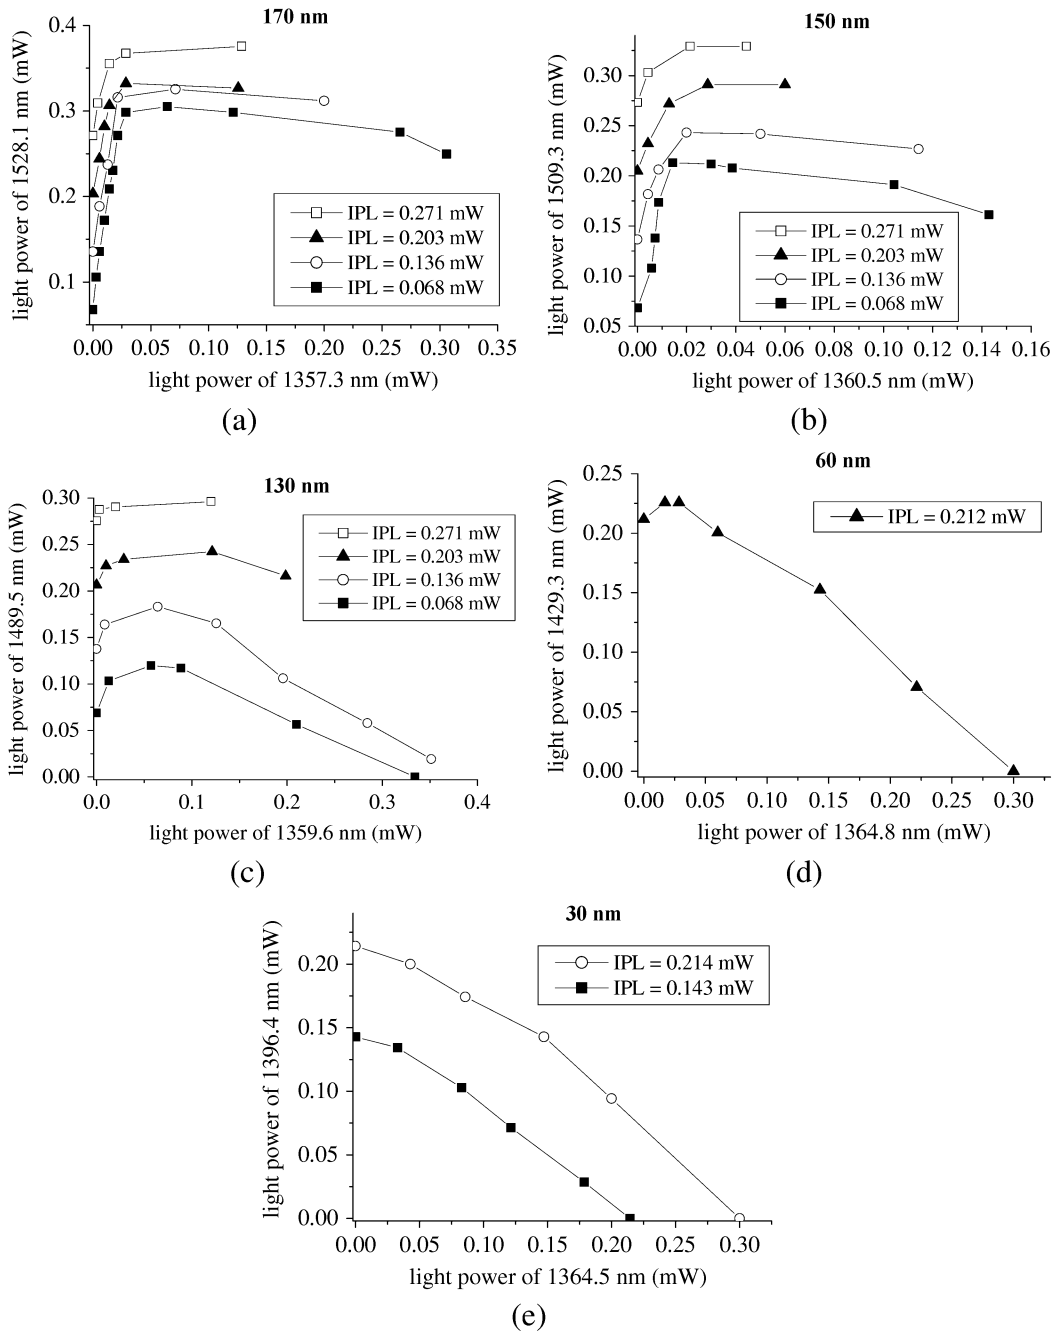 170 nm
0.4
0.3
0.2
0.1
light power of 1528.1 nm (mW)
IPL = 0.271 mW
IPL = 0.203 mW
IPL = 0.136 mW
IPL = 0.068 mW
0.00 0.05 0.10 0.15 0.20 0.25 0.30 0.35
light power of 1357.3 nm (mW)
(a)
150 nm
0.30
0.25
0.20
0.15
0.10
0.05
light power of 1509.3 nm (mW)
IPL = 0.271 mW
IPL = 0.203 mW
IPL = 0.136 mW
IPL = 0.068 mW
0.00 0.02 0.04 0.06 0.08 0.10 0.12 0.14 0.16
light power of 1360.5 nm (mW)
(b)
130 nm
0.30
0.25
0.20
0.15
0.10
0.05
0.00
light power of 1489.5 nm (mW)
IPL = 0.271 mW
IPL = 0.203 mW
IPL = 0.136 mW
IPL = 0.068 mW
0.0 0.1 0.2 0.3 0.4
light power of 1359.6 nm (mW)
(c)
60 nm
0.25
0.20
0.15
0.10
0.05
0.00
light power of 1429.3 nm (mW)
IPL = 0.212 mW
0.00 0.05 0.10 0.15 0.20 0.25 0.30
light power of 1364.8 nm (mW)
(d)
30 nm
0.20
0.15
0.10
0.05
0.00
light power of 1396.4 nm (mW)
IPL = 0.214 mW
IPL = 0.143 mW
0.00 0.05 0.10 0.15 0.20 0.25 0.30
light power of 1364.5 nm (mW)
(e)